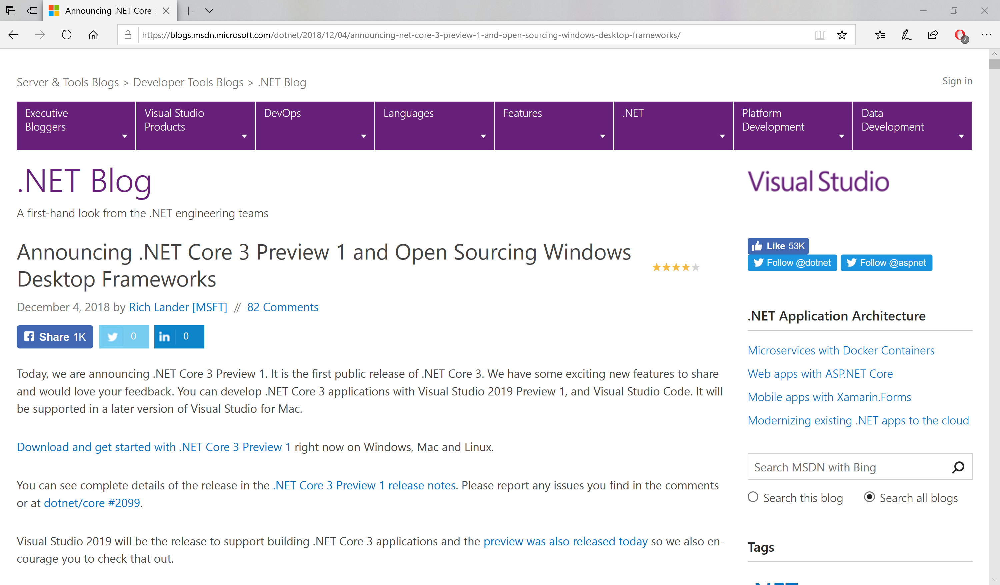 Announcing .NET Core
https://blogs.msdn.microsoft.com/dotnet/2018/12/04/announcing-net-core-3-preview-1-and-open-sourcing-windows-desktop-frameworks/
2
Server & Tools Blogs > Developer Tools Blogs > .NET Blog
Sign in
Executive
Bloggers
Visual Studio
Products
DevOps
Languages
Features
.NET
Platform
Development
Data
Development
.NET Blog
A first-hand look from the .NET engineering teams
Announcing .NET Core 3 Preview 1 and Open Sourcing Windows
Desktop Frameworks
December 4, 2018 by Rich Lander [MSFT] // 82 Comments
Share 1K
0
in 0
Today, we are announcing .NET Core 3 Preview 1. It is the first public release of .NET Core 3. We have some exciting new features to share
and would love your feedback. You can develop .NET Core 3 applications with Visual Studio 2019 Preview 1, and Visual Studio Code. It will
be supported in a later version of Visual Studio for Mac.
Download and get started with .NET Core 3 Preview 1 right now on Windows, Mac and Linux.
You can see complete details of the release in the .NET Core 3 Preview 1 release notes. Please report any issues you find in the comments
or at dotnet/core #2099.
Visual Studio 2019 will be the release to support building .NET Core 3 applications and the preview was also released today so we also en-
courage you to check that out.
Visual Studio
Like 53K
Follow @dotnet
Follow @aspnet
.NET Application Architecture
Microservices with Docker Containers
Web apps with ASP.NET Core
Mobile apps with Xamarin.Forms
Modernizing existing .NET apps to the cloud
Search MSDN with Bing
Search this blog
Search all blogs
Tags